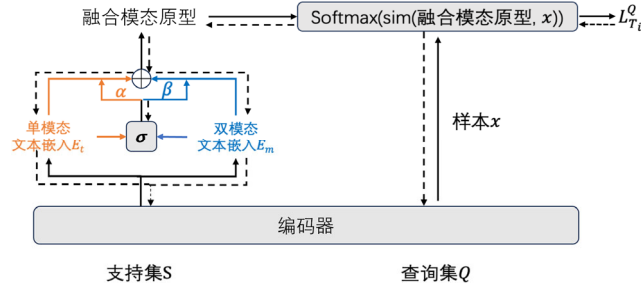 融合模态原型
Softmax(sim(融合模态原型, x))
L^Q_{T_i}
α
β
单模态
文本嵌入E_t
σ
双模态
文本嵌入E_m
样本x
编码器
支持集S
查询集Q